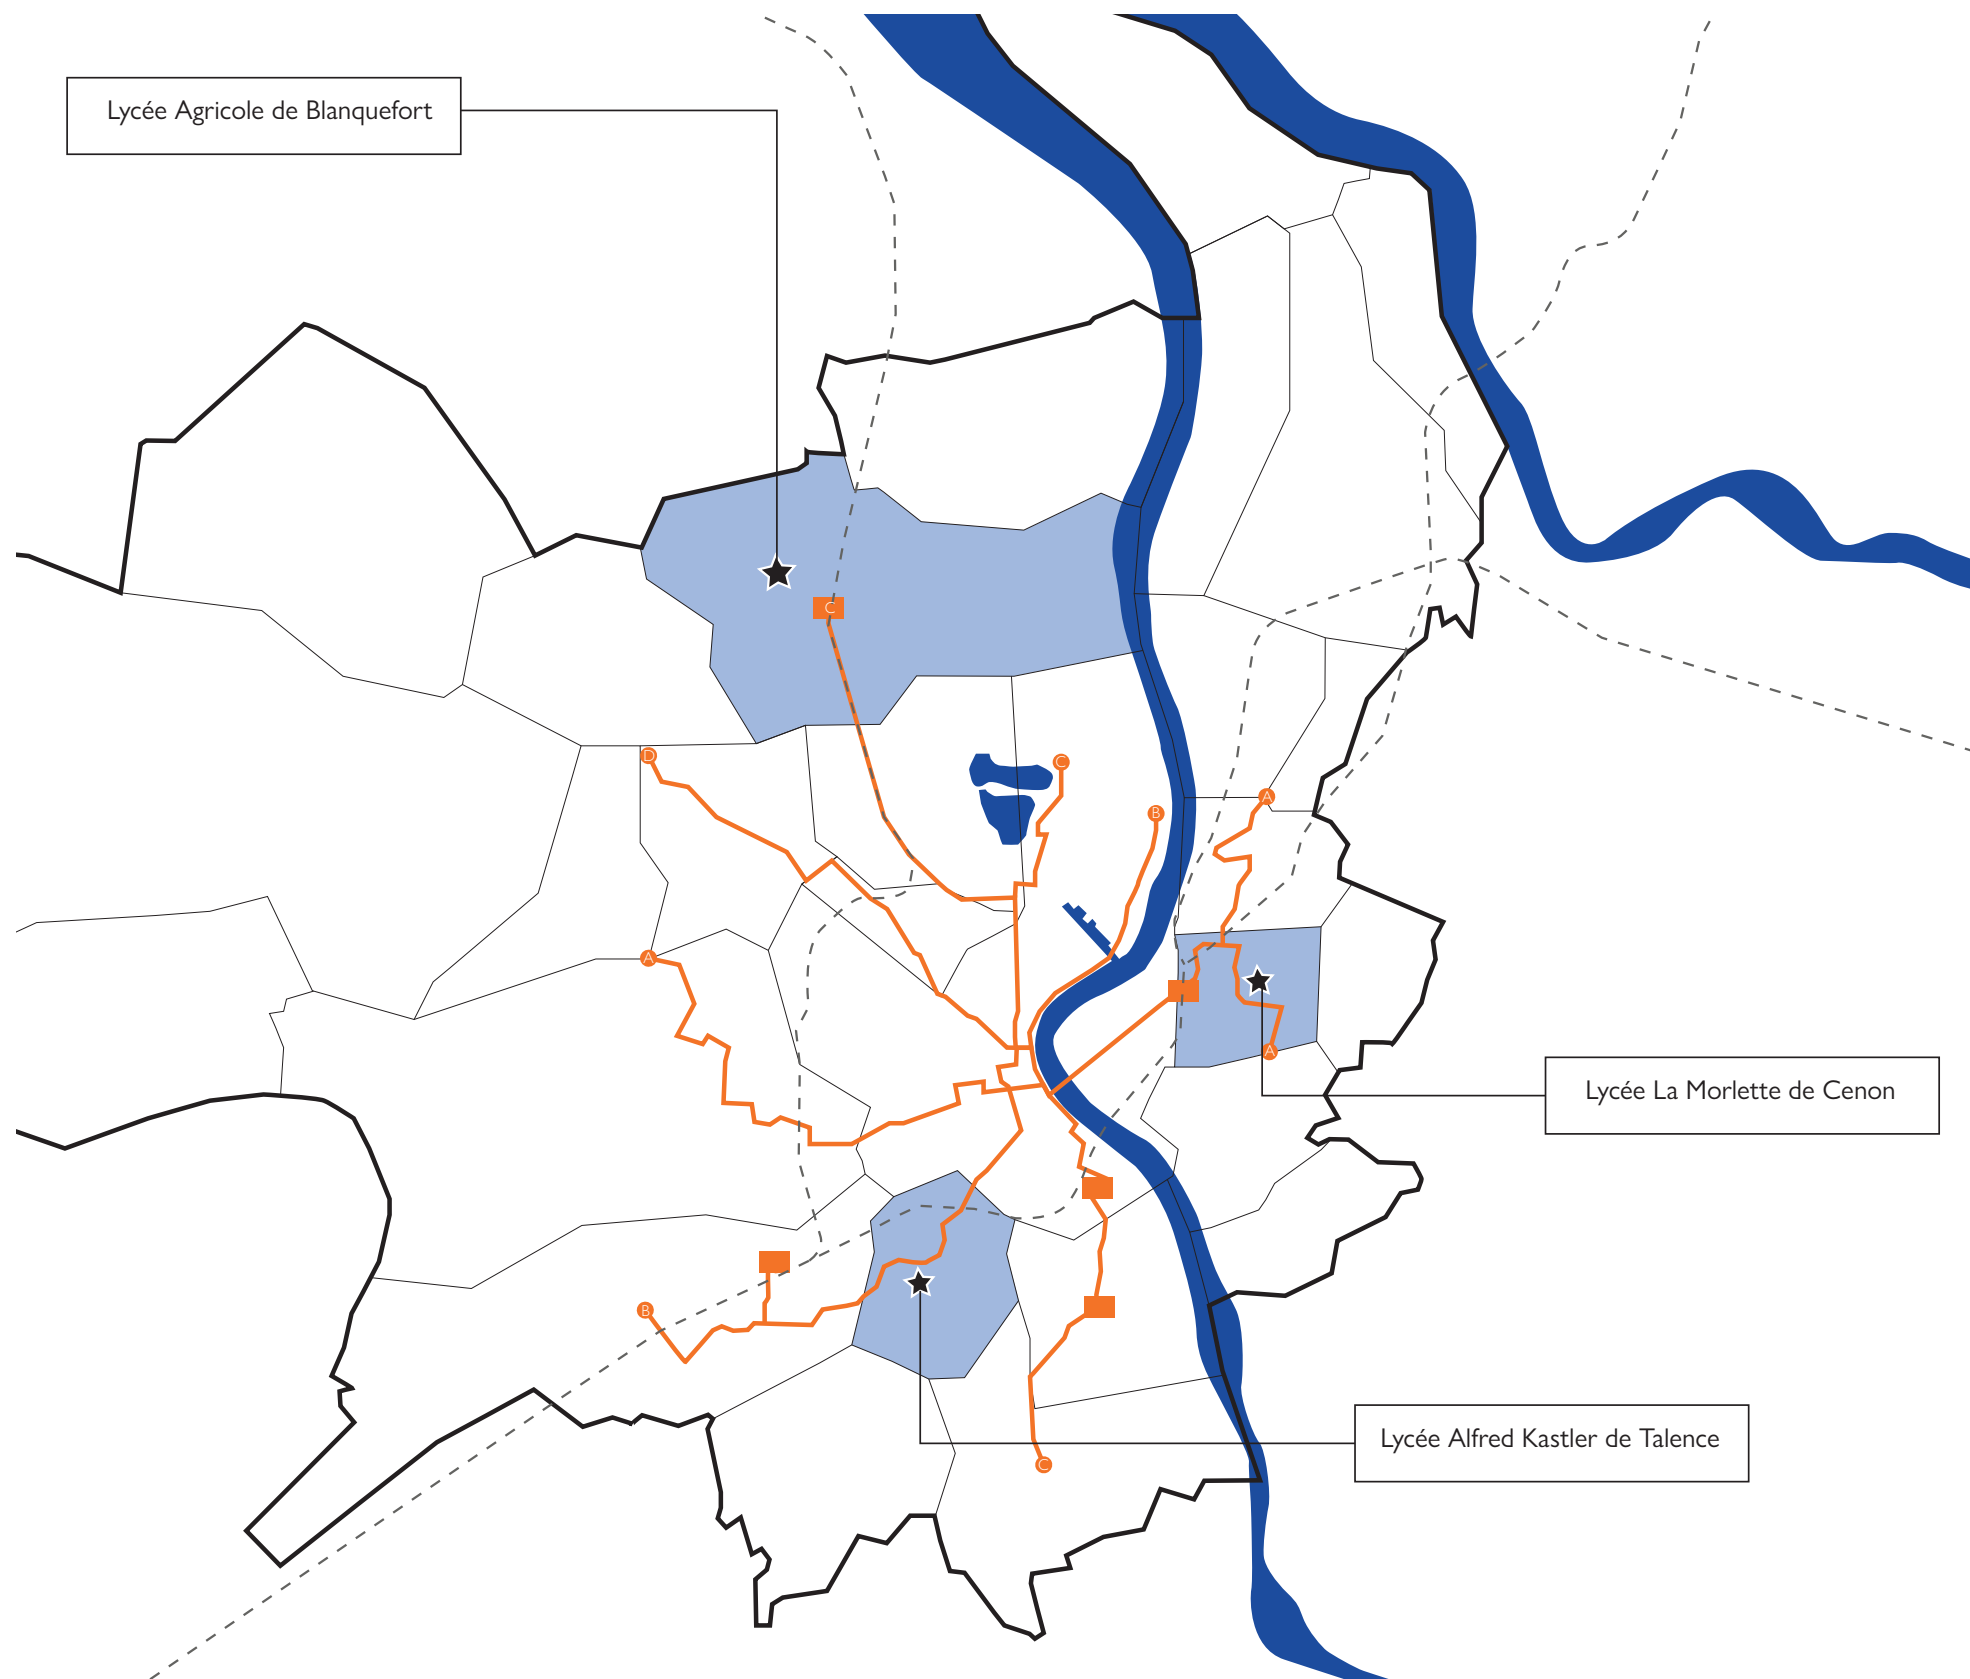 Lycée Agricole de Blanquefort
C
D
C
B
A
A
A
Lycée La Morlette de Cenon
B
Lycée Alfred Kastler de Talence
C